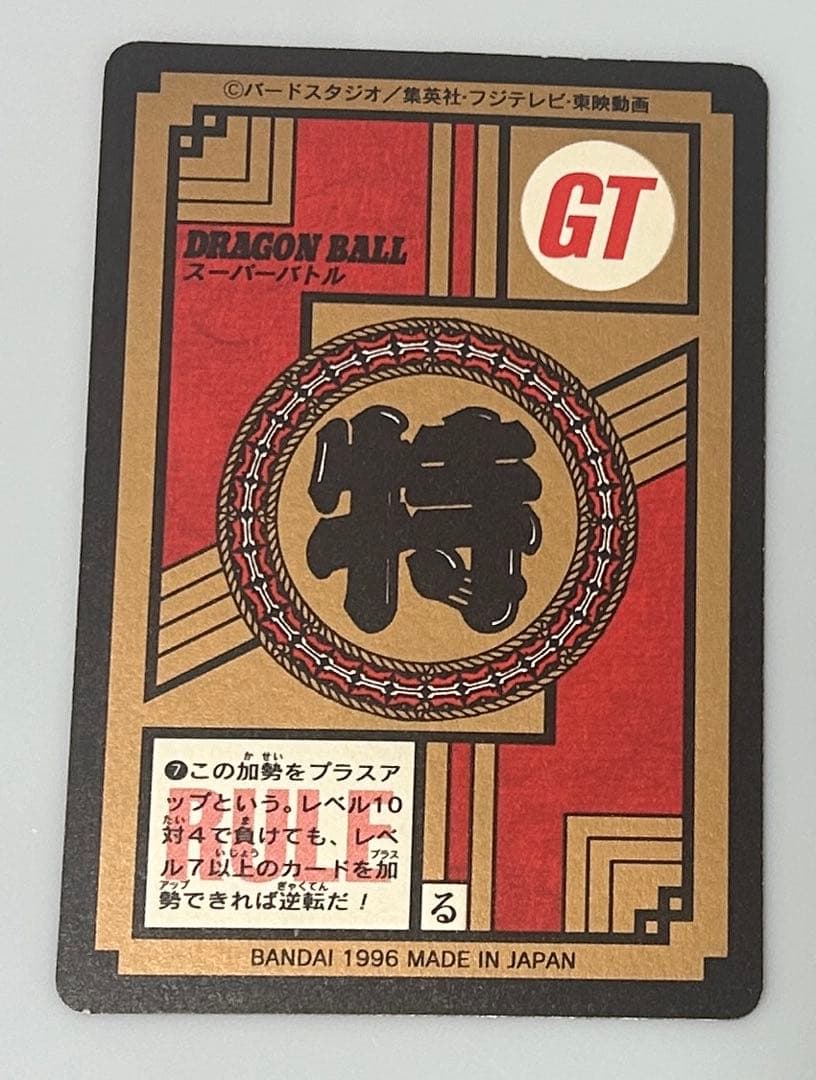 ©バードスタジオ／集英社・フジテレビ・東映動画
GT
DRAGON BALL
スーパーバトル
特
RULE
❼この加勢をプラスア
ップという。レベル10
対4で負けても、レベ
ル7以上のカードを加
勢できれば逆転だ！
る
BANDAI 1996 MADE IN JAPAN